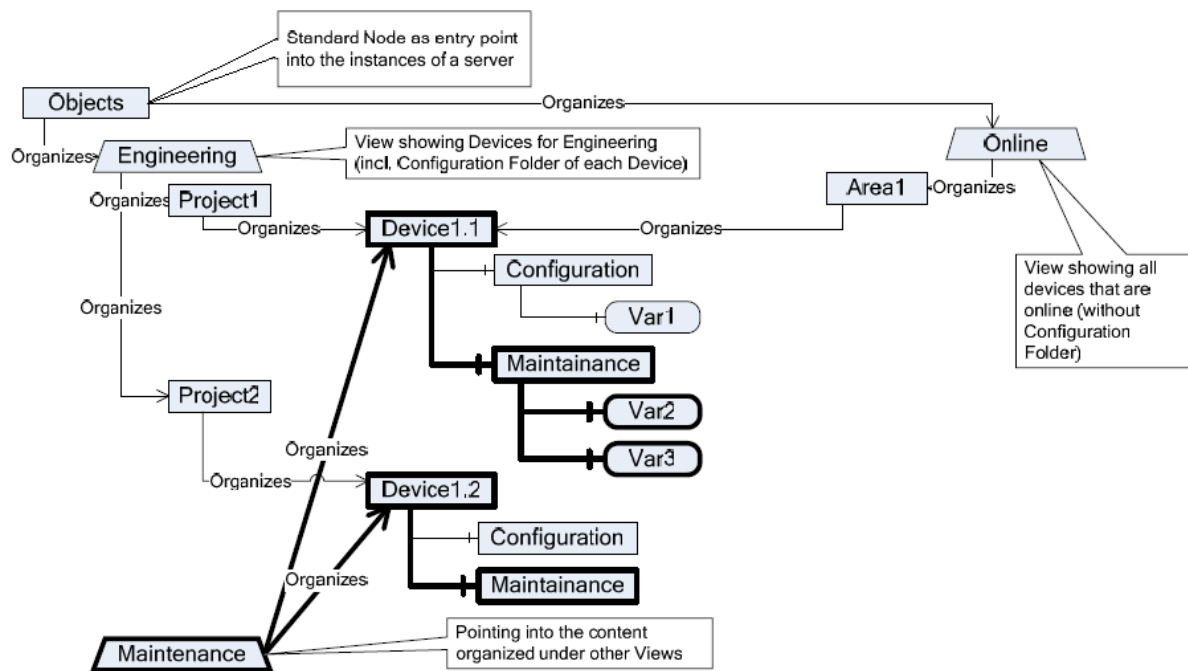 Standard Node as entry point
into the instances of a server
Objects
Organizes
Organizes
Engineering
View showing Devices for Engineering
(incl. Configuration Folder of each Device)
Online
Organizes
Project1
Area1
Organizes
Organizes
Device1.1
Organizes
Configuration
View showing all
devices that are
online (without
Configuration
Folder)
Organizes
Var1
Maintainance
Project2
Var2
Organizes
Var3
Organizes
Device1.2
Configuration
Organizes
Maintainance
Maintenance
Pointing into the content
organized under other Views